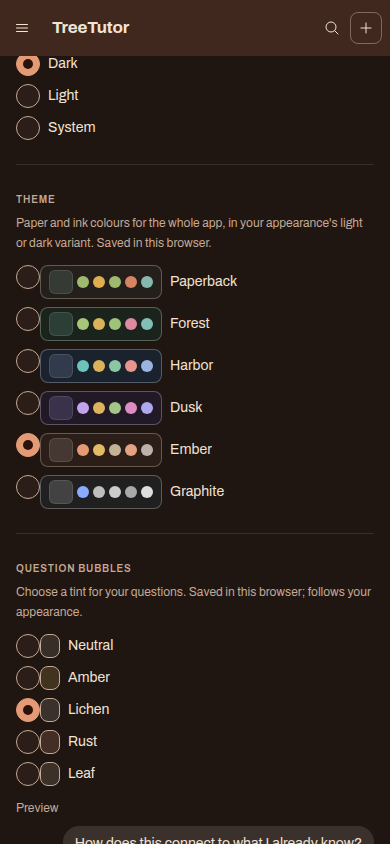 TreeTutor
Dark
Light
System
THEME
Paper and ink colours for the whole app, in your appearance's light
or dark variant. Saved in this browser.
Paperback
Forest
Harbor
Dusk
Ember
Graphite
QUESTION BUBBLES
Choose a tint for your questions. Saved in this browser; follows your
appearance.
Neutral
Amber
Lichen
Rust
Leaf
Preview
How does this connect to what I already know?